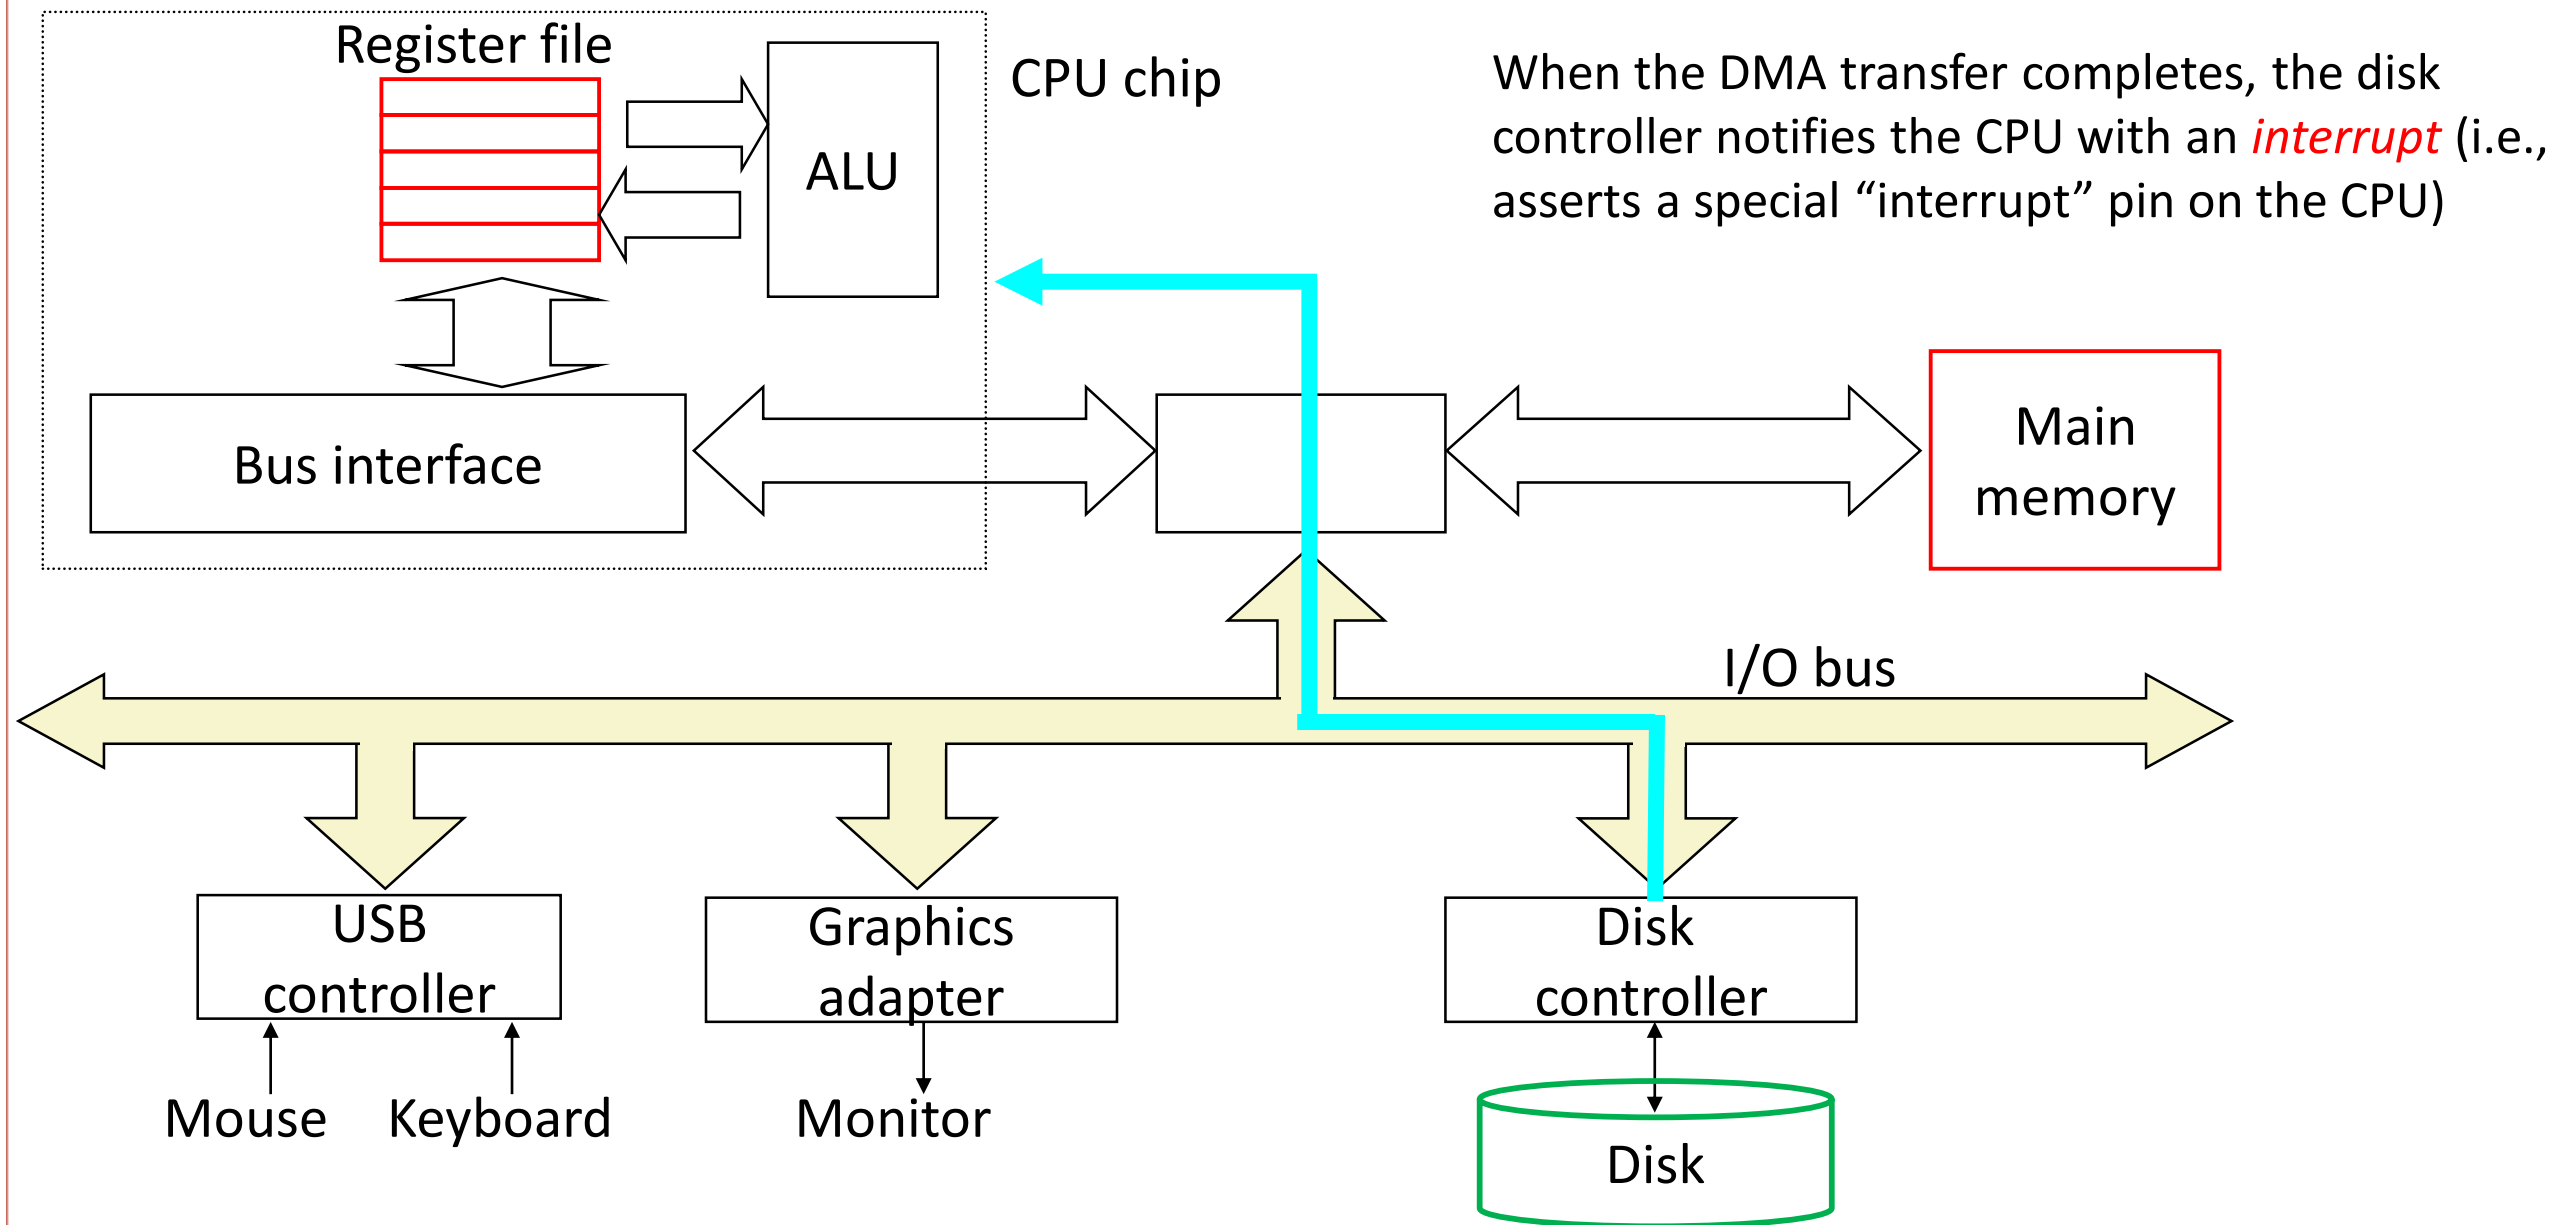 Register file
CPU chip
ALU
When the DMA transfer completes, the disk
controller notifies the CPU with an interrupt (i.e.,
asserts a special “interrupt” pin on the CPU)
Bus interface
Main
memory
I/O bus
USB
controller
Graphics
adapter
Disk
controller
Mouse
Keyboard
Monitor
Disk